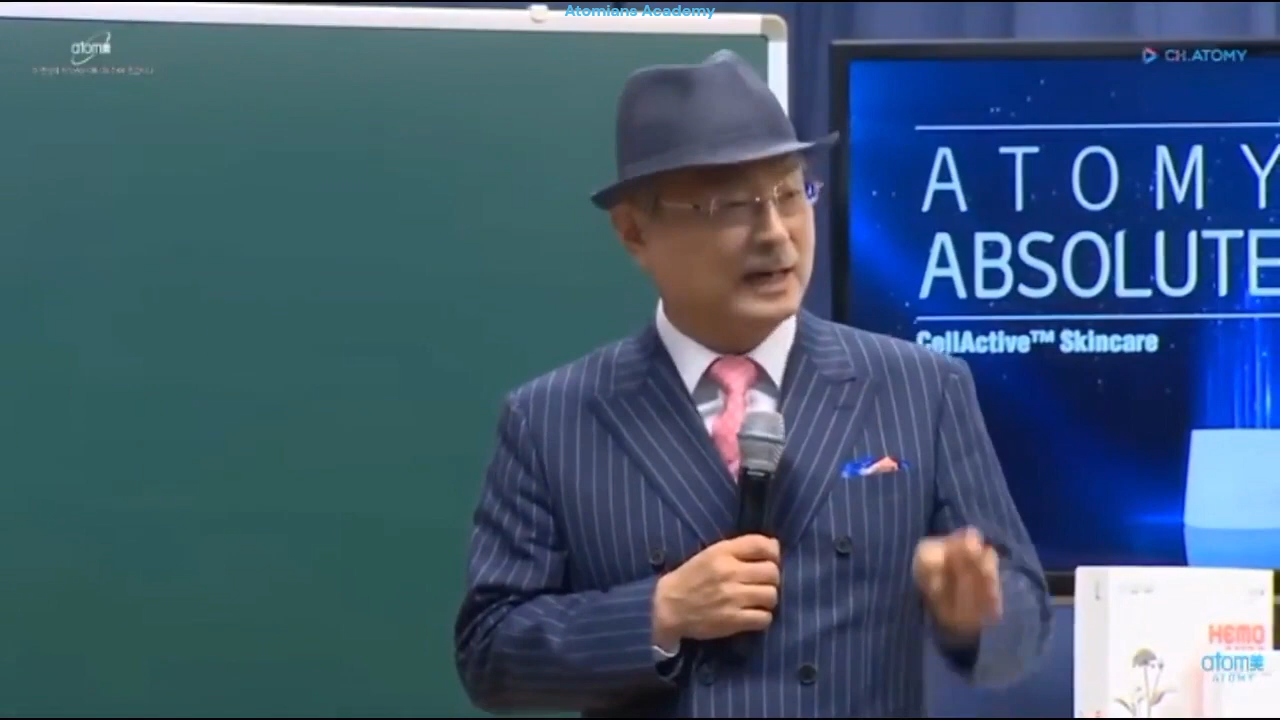 Atomians Academy
atom美
CH.ATOMY
ATOMY
ABSOLUTE
CellActive™ Skincare
HEMO
atom美
ATOMY